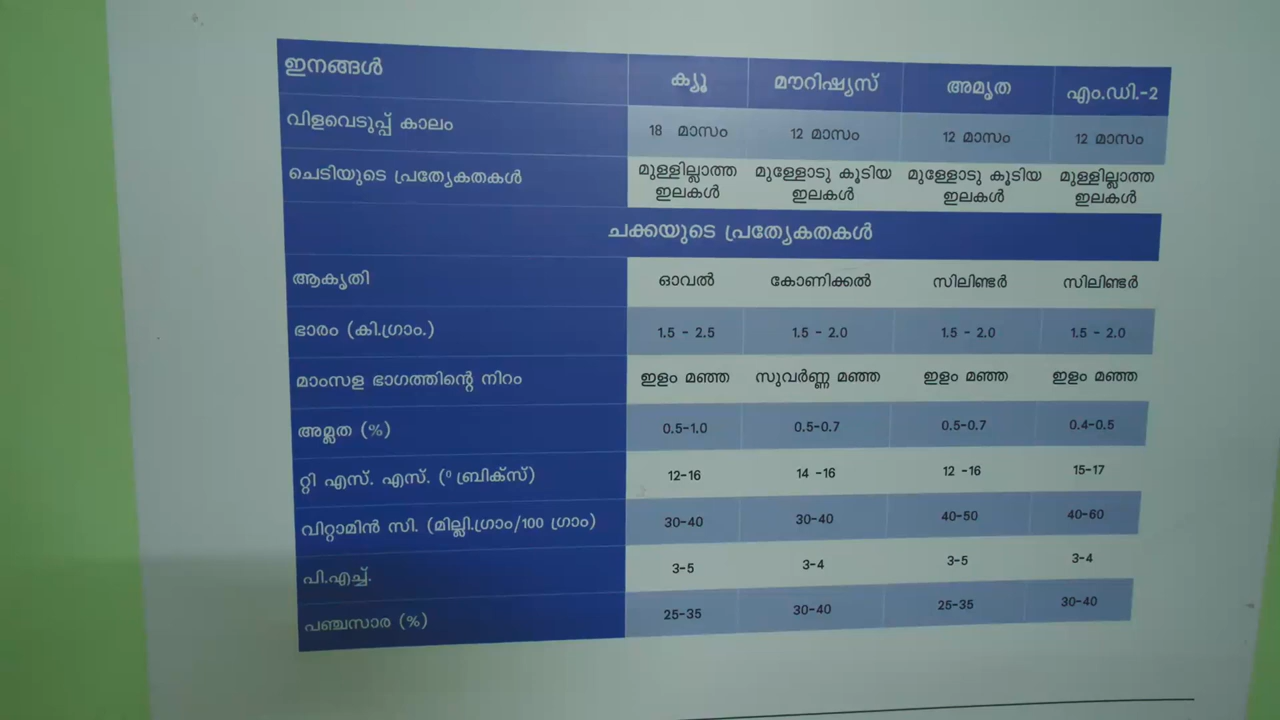 ഇനങ്ങൾ ക്യൂ മൗറിഷ്യസ് അമൃത എം.ഡി.-2
വിളവെടുപ്പ് കാലം 18 മാസം 12 മാസം 12 മാസം 12 മാസം
ചെടിയുടെ പ്രത്യേകതകൾ മുള്ളില്ലാത്ത ഇലകൾ മുള്ളോടു കൂടിയ ഇലകൾ മുള്ളോടു കൂടിയ ഇലകൾ മുള്ളില്ലാത്ത ഇലകൾ
ചക്കയുടെ പ്രത്യേകതകൾ
ആകൃതി ഓവൽ കോണിക്കൽ സിലിണ്ടർ സിലിണ്ടർ
ഭാരം (കി.ഗ്രാം.) 1.5 - 2.5 1.5 - 2.0 1.5 - 2.0 1.5 - 2.0
മാംസള ഭാഗത്തിന്റെ നിറം ഇളം മഞ്ഞ സുവർണ്ണ മഞ്ഞ ഇളം മഞ്ഞ ഇളം മഞ്ഞ
അമ്ലത (%) 0.5-1.0 0.5-0.7 0.5-0.7 0.4-0.5
റ്റി എസ്. എസ്. (⁰ ബ്രിക്സ്) 12-16 14 -16 12 -16 15-17
വിറ്റാമിൻ സി. (മില്ലി.ഗ്രാം/100 ഗ്രാം) 30-40 30-40 40-50 40-60
പി.എച്ച്. 3-5 3-4 3-5 3-4
പഞ്ചസാര (%) 25-35 30-40 25-35 30-40